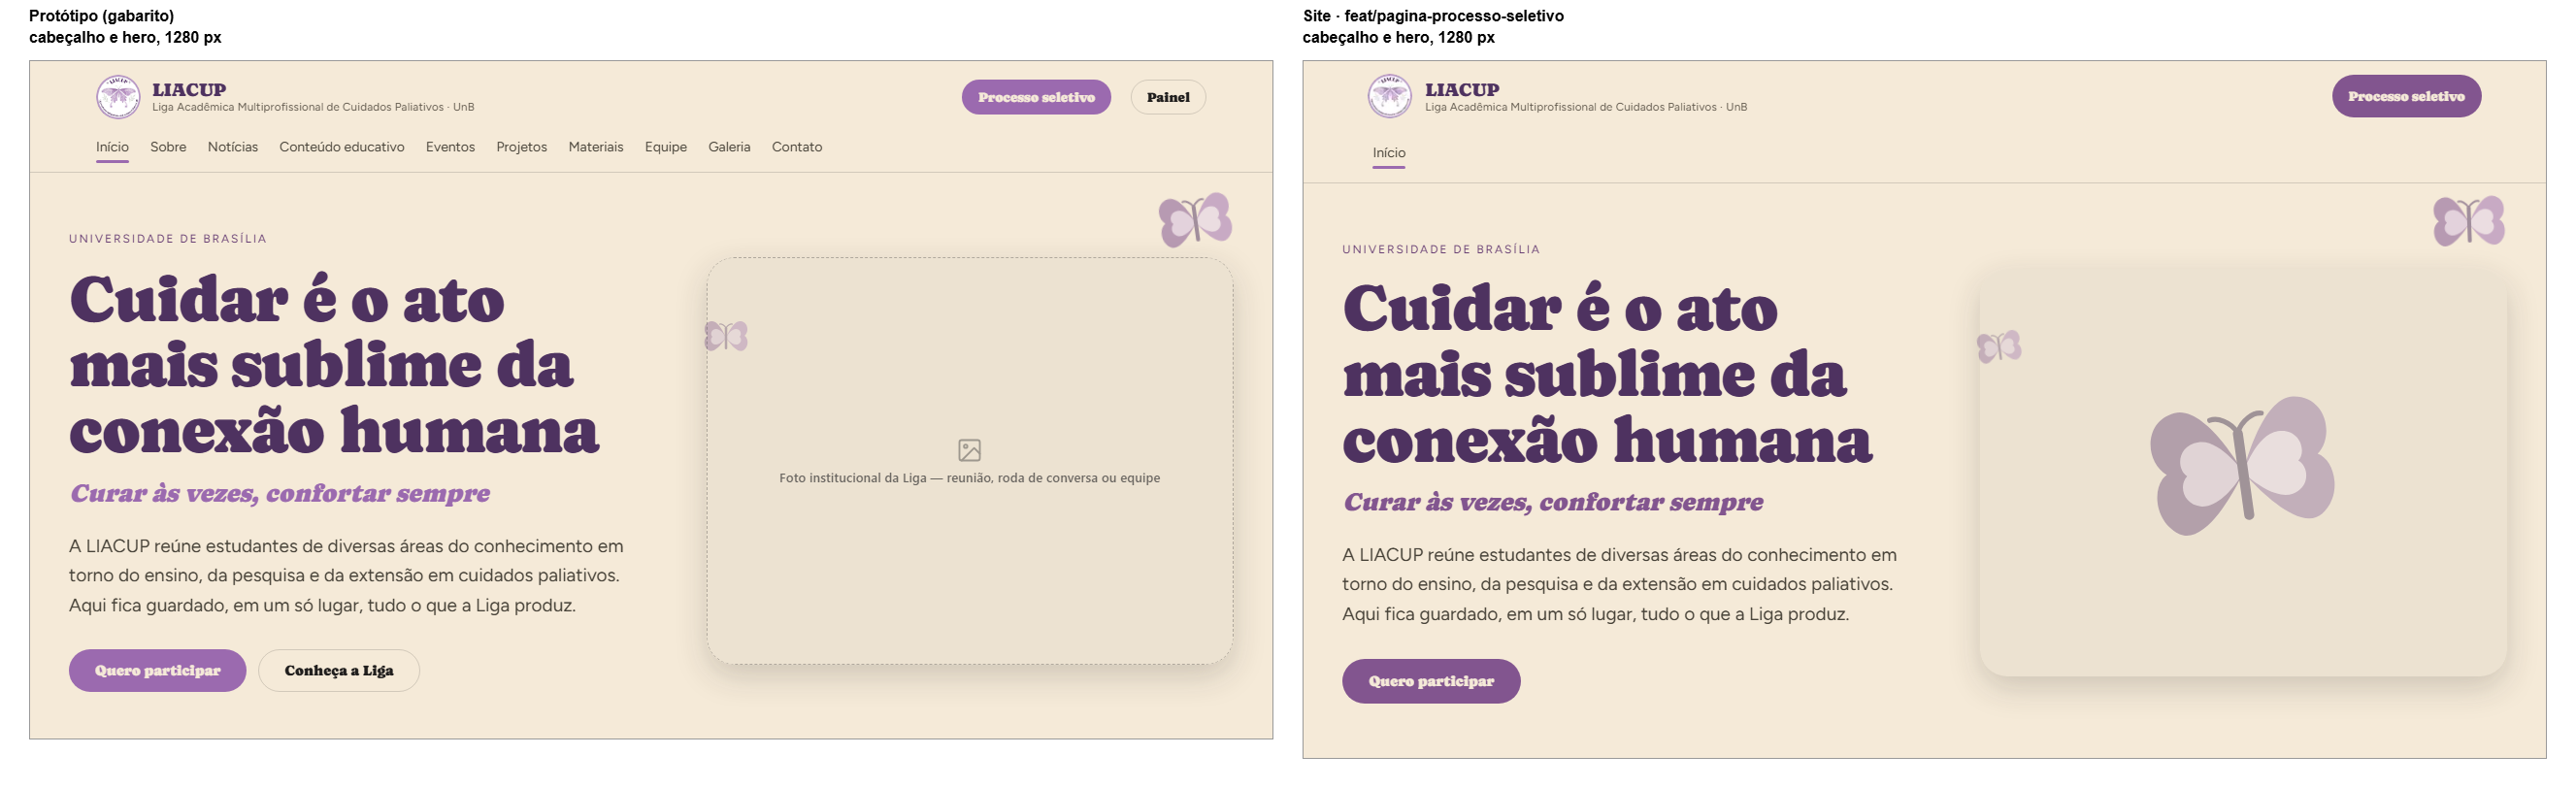 Protótipo (gabarito)
cabeçalho e hero, 1280 px
LIACUP
Liga Acadêmica Multiprofissional de Cuidados Paliativos · UnB
Processo seletivo
Painel
Início Sobre Notícias Conteúdo educativo Eventos Projetos Materiais Equipe Galeria Contato
UNIVERSIDADE DE BRASÍLIA
Cuidar é o ato
mais sublime da
conexão humana
Curar às vezes, confortar sempre
A LIACUP reúne estudantes de diversas áreas do conhecimento em
torno do ensino, da pesquisa e da extensão em cuidados paliativos.
Aqui fica guardado, em um só lugar, tudo o que a Liga produz.
Quero participar
Conheça a Liga
Foto institucional da Liga — reunião, roda de conversa ou equipe
Site · feat/pagina-processo-seletivo
cabeçalho e hero, 1280 px
LIACUP
Liga Acadêmica Multiprofissional de Cuidados Paliativos · UnB
Processo seletivo
Início
UNIVERSIDADE DE BRASÍLIA
Cuidar é o ato
mais sublime da
conexão humana
Curar às vezes, confortar sempre
A LIACUP reúne estudantes de diversas áreas do conhecimento em
torno do ensino, da pesquisa e da extensão em cuidados paliativos.
Aqui fica guardado, em um só lugar, tudo o que a Liga produz.
Quero participar